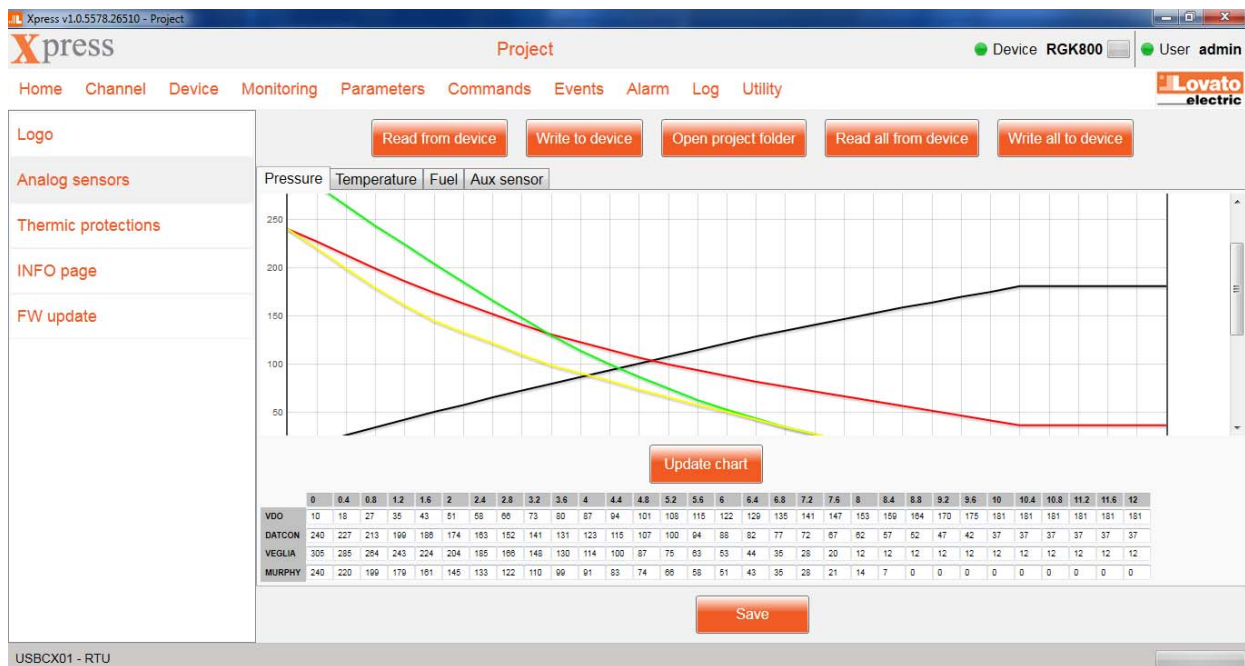 Xpress v1.0.5578.26510 - Project
Xpress
Project
Device RGK800
User admin
Home Channel Device Monitoring Parameters Commands Events Alarm Log Utility
Lovato electric
Logo
Analog sensors
Thermic protections
INFO page
FW update
Read from device Write to device Open project folder Read all from device Write all to device
Pressure Temperature Fuel Aux sensor
250
200
150
100
50
Update chart
0 0.4 0.8 1.2 1.6 2 2.4 2.8 3.2 3.6 4 4.4 4.8 5.2 5.6 6 6.4 6.8 7.2 7.6 8 8.4 8.8 9.2 9.6 10 10.4 10.8 11.2 11.6 12
VDO 10 18 27 35 43 51 58 66 73 80 87 94 101 108 115 122 129 135 141 147 153 159 164 170 175 181 181 181 181 181 181
DATCON 240 227 213 199 186 174 163 152 141 131 123 115 107 100 94 88 82 77 72 67 62 57 52 47 42 37 37 37 37 37 37
VEGLIA 305 285 264 243 224 204 185 166 148 130 114 100 87 75 63 53 44 35 28 20 12 12 12 12 12 12 12 12 12 12 12
MURPHY 240 220 199 179 161 145 133 122 110 99 91 83 74 66 58 51 43 35 28 21 14 7 0 0 0 0 0 0 0 0 0
Save
USBCX01 - RTU